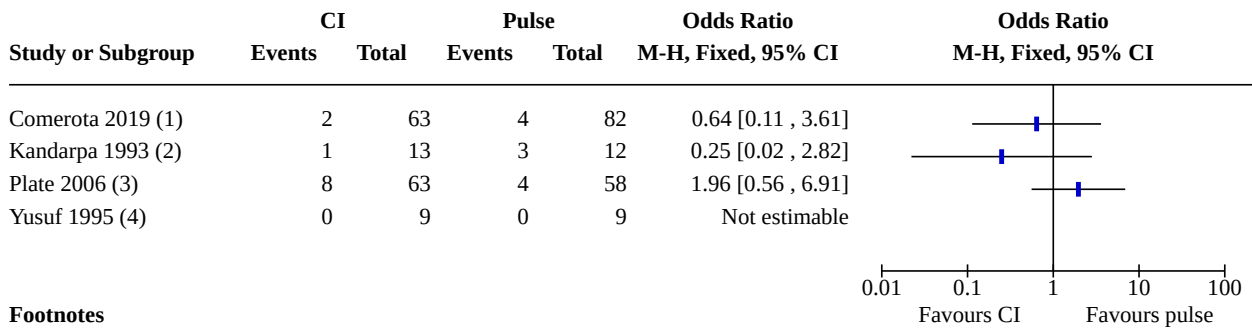 CI Pulse Odds Ratio Odds Ratio
Study or Subgroup Events Total Events Total M-H, Fixed, 95% CI M-H, Fixed, 95% CI
Comerota 2019 (1) 2 63 4 82 0.64 [0.11 , 3.61]
Kandarpa 1993 (2) 1 13 3 12 0.25 [0.02 , 2.82]
Plate 2006 (3) 8 63 4 58 1.96 [0.56 , 6.91]
Yusuf 1995 (4) 0 9 0 9 Not estimable
0.01 0.1 1 10 100
Footnotes Favours CI Favours pulse